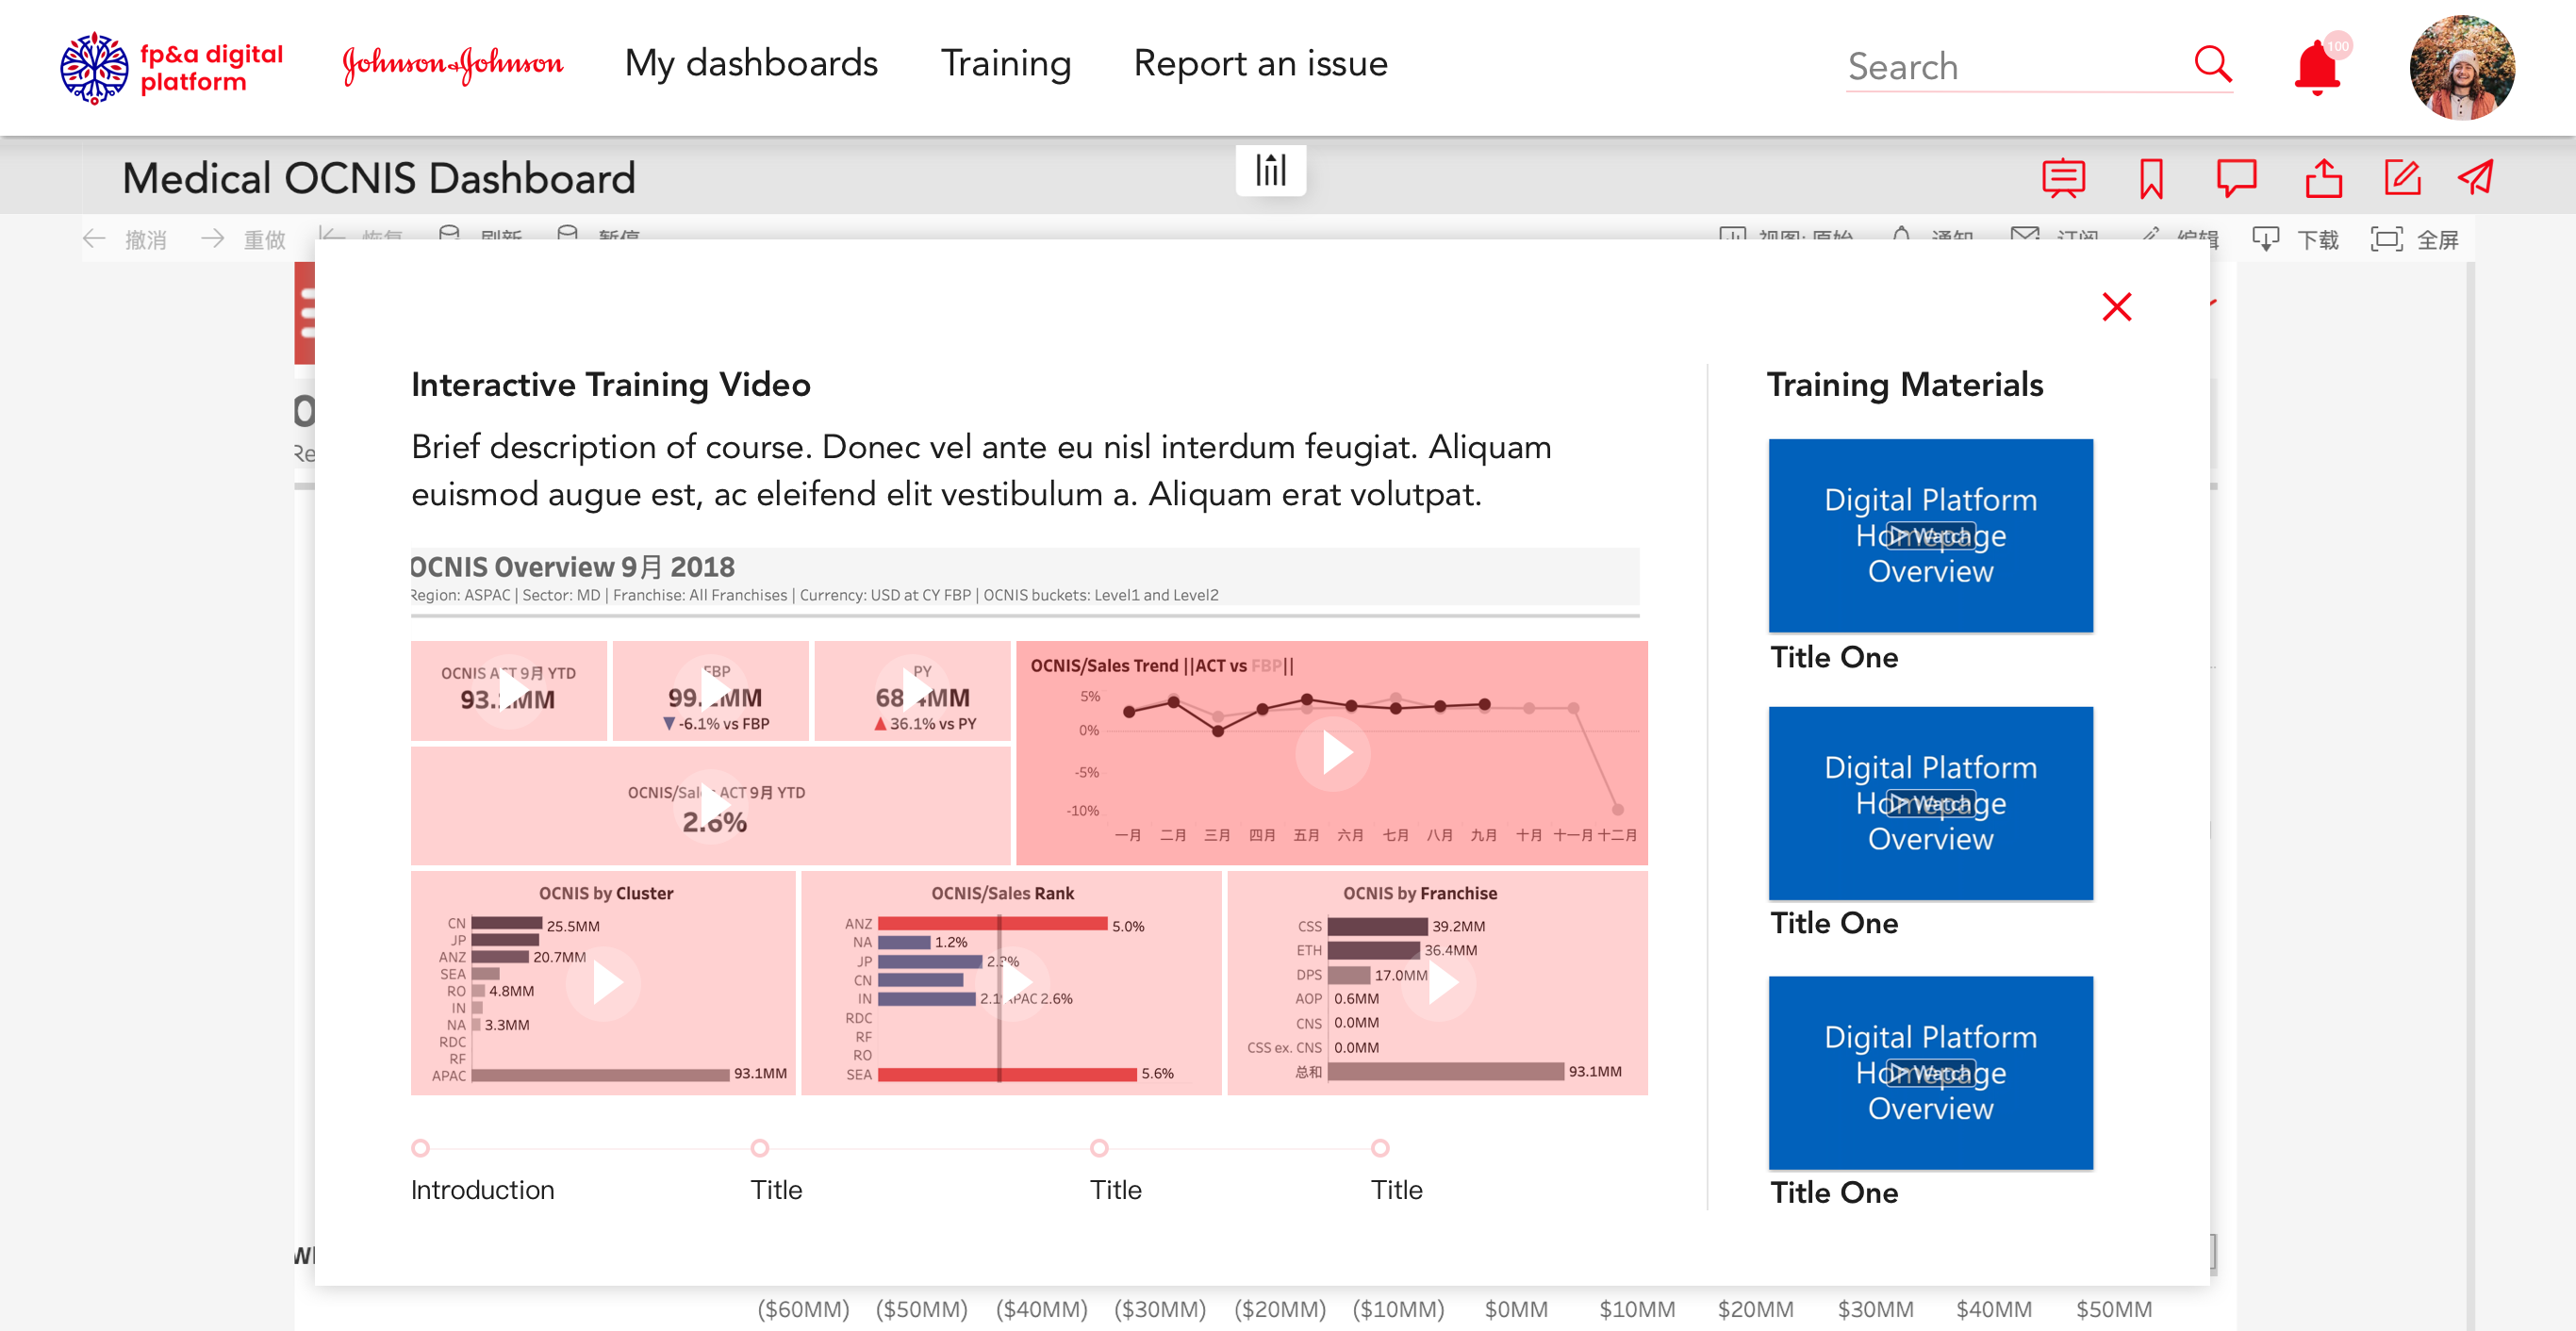 fp&a digital
platform
Johnson & Johnson
My dashboards
Training
Report an issue
Search
100
Medical OCNIS Dashboard
撤消
重做
恢复
刷新
暂停
视图: 原始
通知
订阅
编辑
下载
全屏
Interactive Training Video
Brief description of course. Donec vel ante eu nisl interdum feugiat. Aliquam
euismod augue est, ac eleifend elit vestibulum a. Aliquam erat volutpat.
OCNIS Overview 9月 2018
Region: ASPAC | Sector: MD | Franchise: All Franchises | Currency: USD at CY FBP | OCNIS buckets: Level1 and Level2
OCNIS ACT 9月 YTD
FBP
-6.1% vs FBP
PY
36.1% vs PY
OCNIS/Sales ACT 9月 YTD
2.6%
OCNIS/Sales Trend ||ACT vs FBP||
5%
0%
-5%
-10%
一月 二月 三月 四月 五月 六月 七月 八月 九月 十月 十一月 十二月
OCNIS by Cluster
CN 25.5MM
JP
ANZ 20.7MM
SEA
RO 4.8MM
IN
NA 3.3MM
RDC
RF
APAC 93.1MM
OCNIS/Sales Rank
ANZ 5.0%
NA 1.2%
JP
CN
IN APAC 2.6%
RDC
RF
RO
SEA 5.6%
OCNIS by Franchise
CSS 39.2MM
ETH 36.4MM
DPS 17.0MM
AOP 0.6MM
CNS 0.0MM
CSS ex. CNS 0.0MM
总和 93.1MM
Introduction
Title
Title
Title
Training Materials
Digital Platform
Homepage
Overview
Watch
Title One
Digital Platform
Homepage
Overview
Watch
Title One
Digital Platform
Homepage
Overview
Watch
Title One
($60MM) ($50MM) ($40MM) ($30MM) ($20MM) ($10MM) $0MM $10MM $20MM $30MM $40MM $50MM